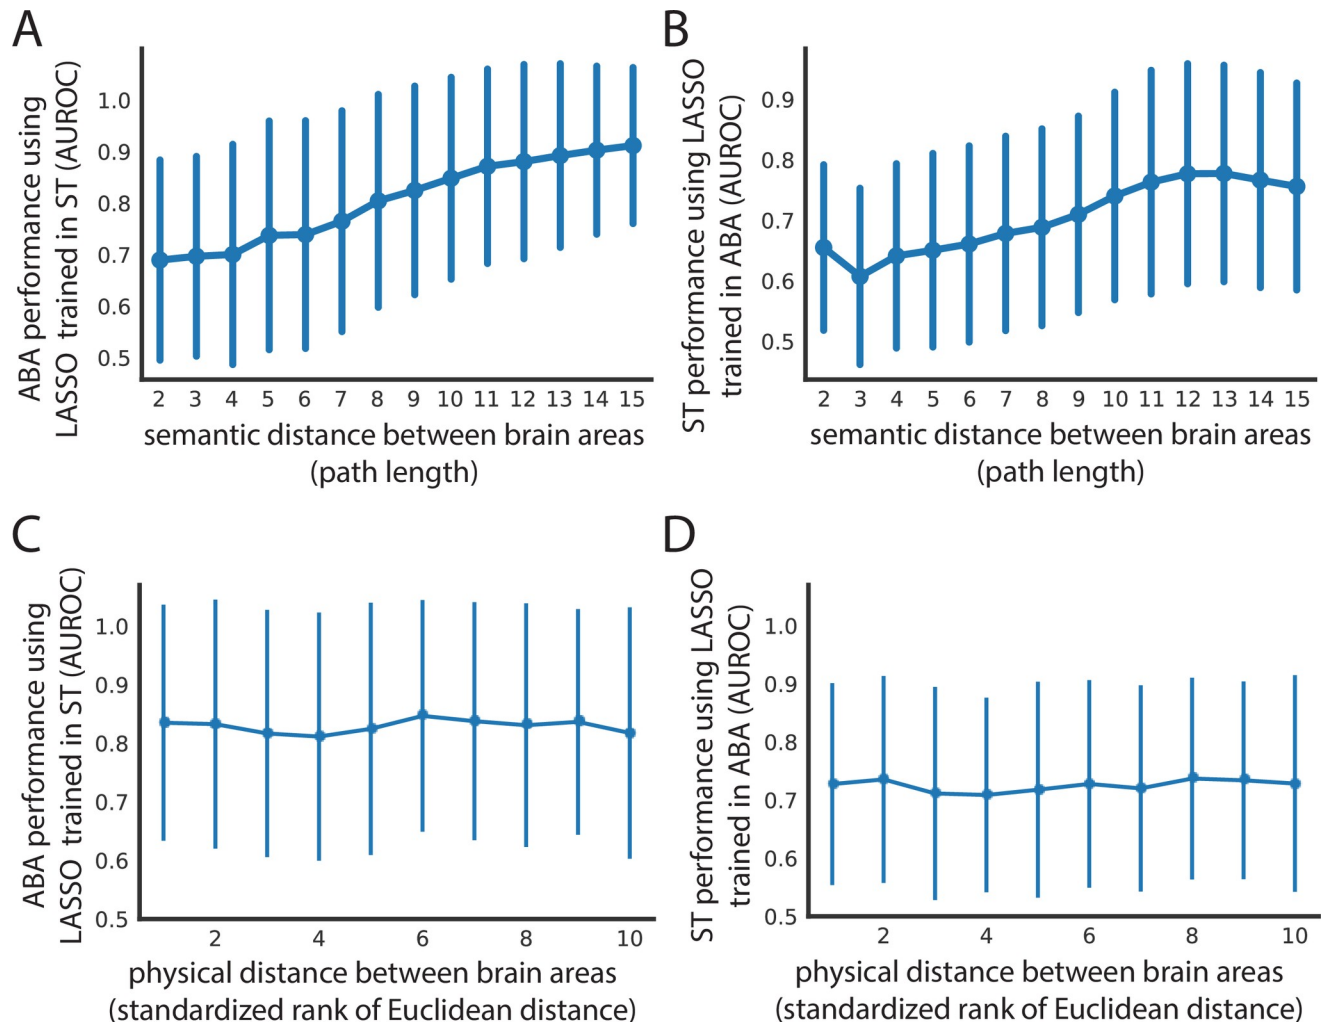 A
ABA performance using
LASSO trained in ST (AUROC)
1.0
0.9
0.8
0.7
0.6
0.5
2 3 4 5 6 7 8 9 10 11 12 13 14 15
semantic distance between brain areas
(path length)
B
ST performance using LASSO
trained in ABA (AUROC)
0.9
0.8
0.7
0.6
0.5
2 3 4 5 6 7 8 9 10 11 12 13 14 15
semantic distance between brain areas
(path length)
C
ABA performance using
LASSO trained in ST (AUROC)
1.0
0.9
0.8
0.7
0.6
0.5
2 4 6 8 10
physical distance between brain areas
(standardized rank of Euclidean distance)
D
ST performance using LASSO
trained in ABA (AUROC)
1.0
0.9
0.8
0.7
0.6
0.5
2 4 6 8 10
physical distance between brain areas
(standardized rank of Euclidean distance)